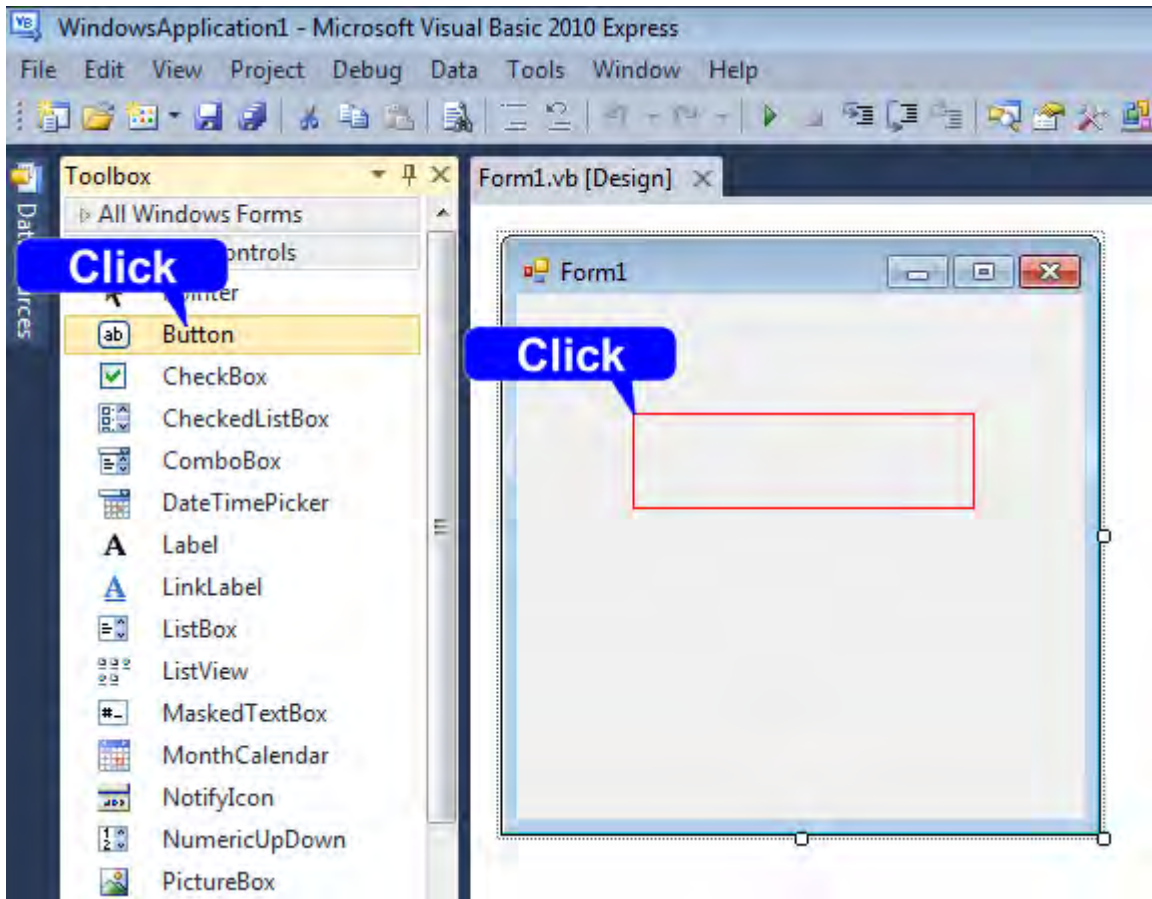 WindowsApplication1 - Microsoft Visual Basic 2010 Express
File Edit View Project Debug Data Tools Window Help
Toolbox
Form1.vb [Design]
All Windows Forms
Click
ontrols
Pointer
Button
CheckBox
CheckedListBox
ComboBox
DateTimePicker
Label
LinkLabel
ListBox
ListView
MaskedTextBox
MonthCalendar
NotifyIcon
NumericUpDown
PictureBox
Form1
Click